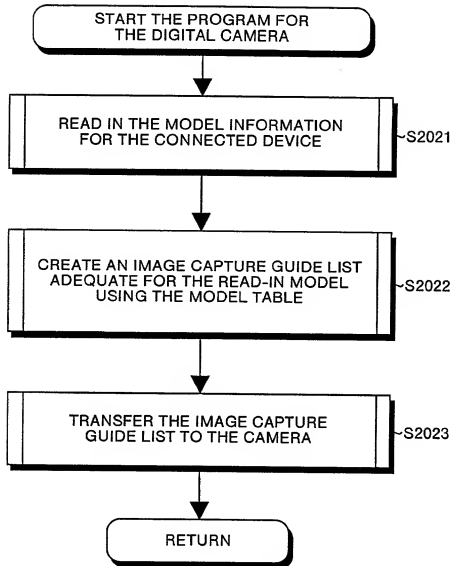 START THE PROGRAM FOR
THE DIGITAL CAMERA
READ IN THE MODEL INFORMATION
FOR THE CONNECTED DEVICE
S2021
CREATE AN IMAGE CAPTURE GUIDE LIST
ADEQUATE FOR THE READ-IN MODEL
USING THE MODEL TABLE
S2022
TRANSFER THE IMAGE CAPTURE
GUIDE LIST TO THE CAMERA
S2023
RETURN